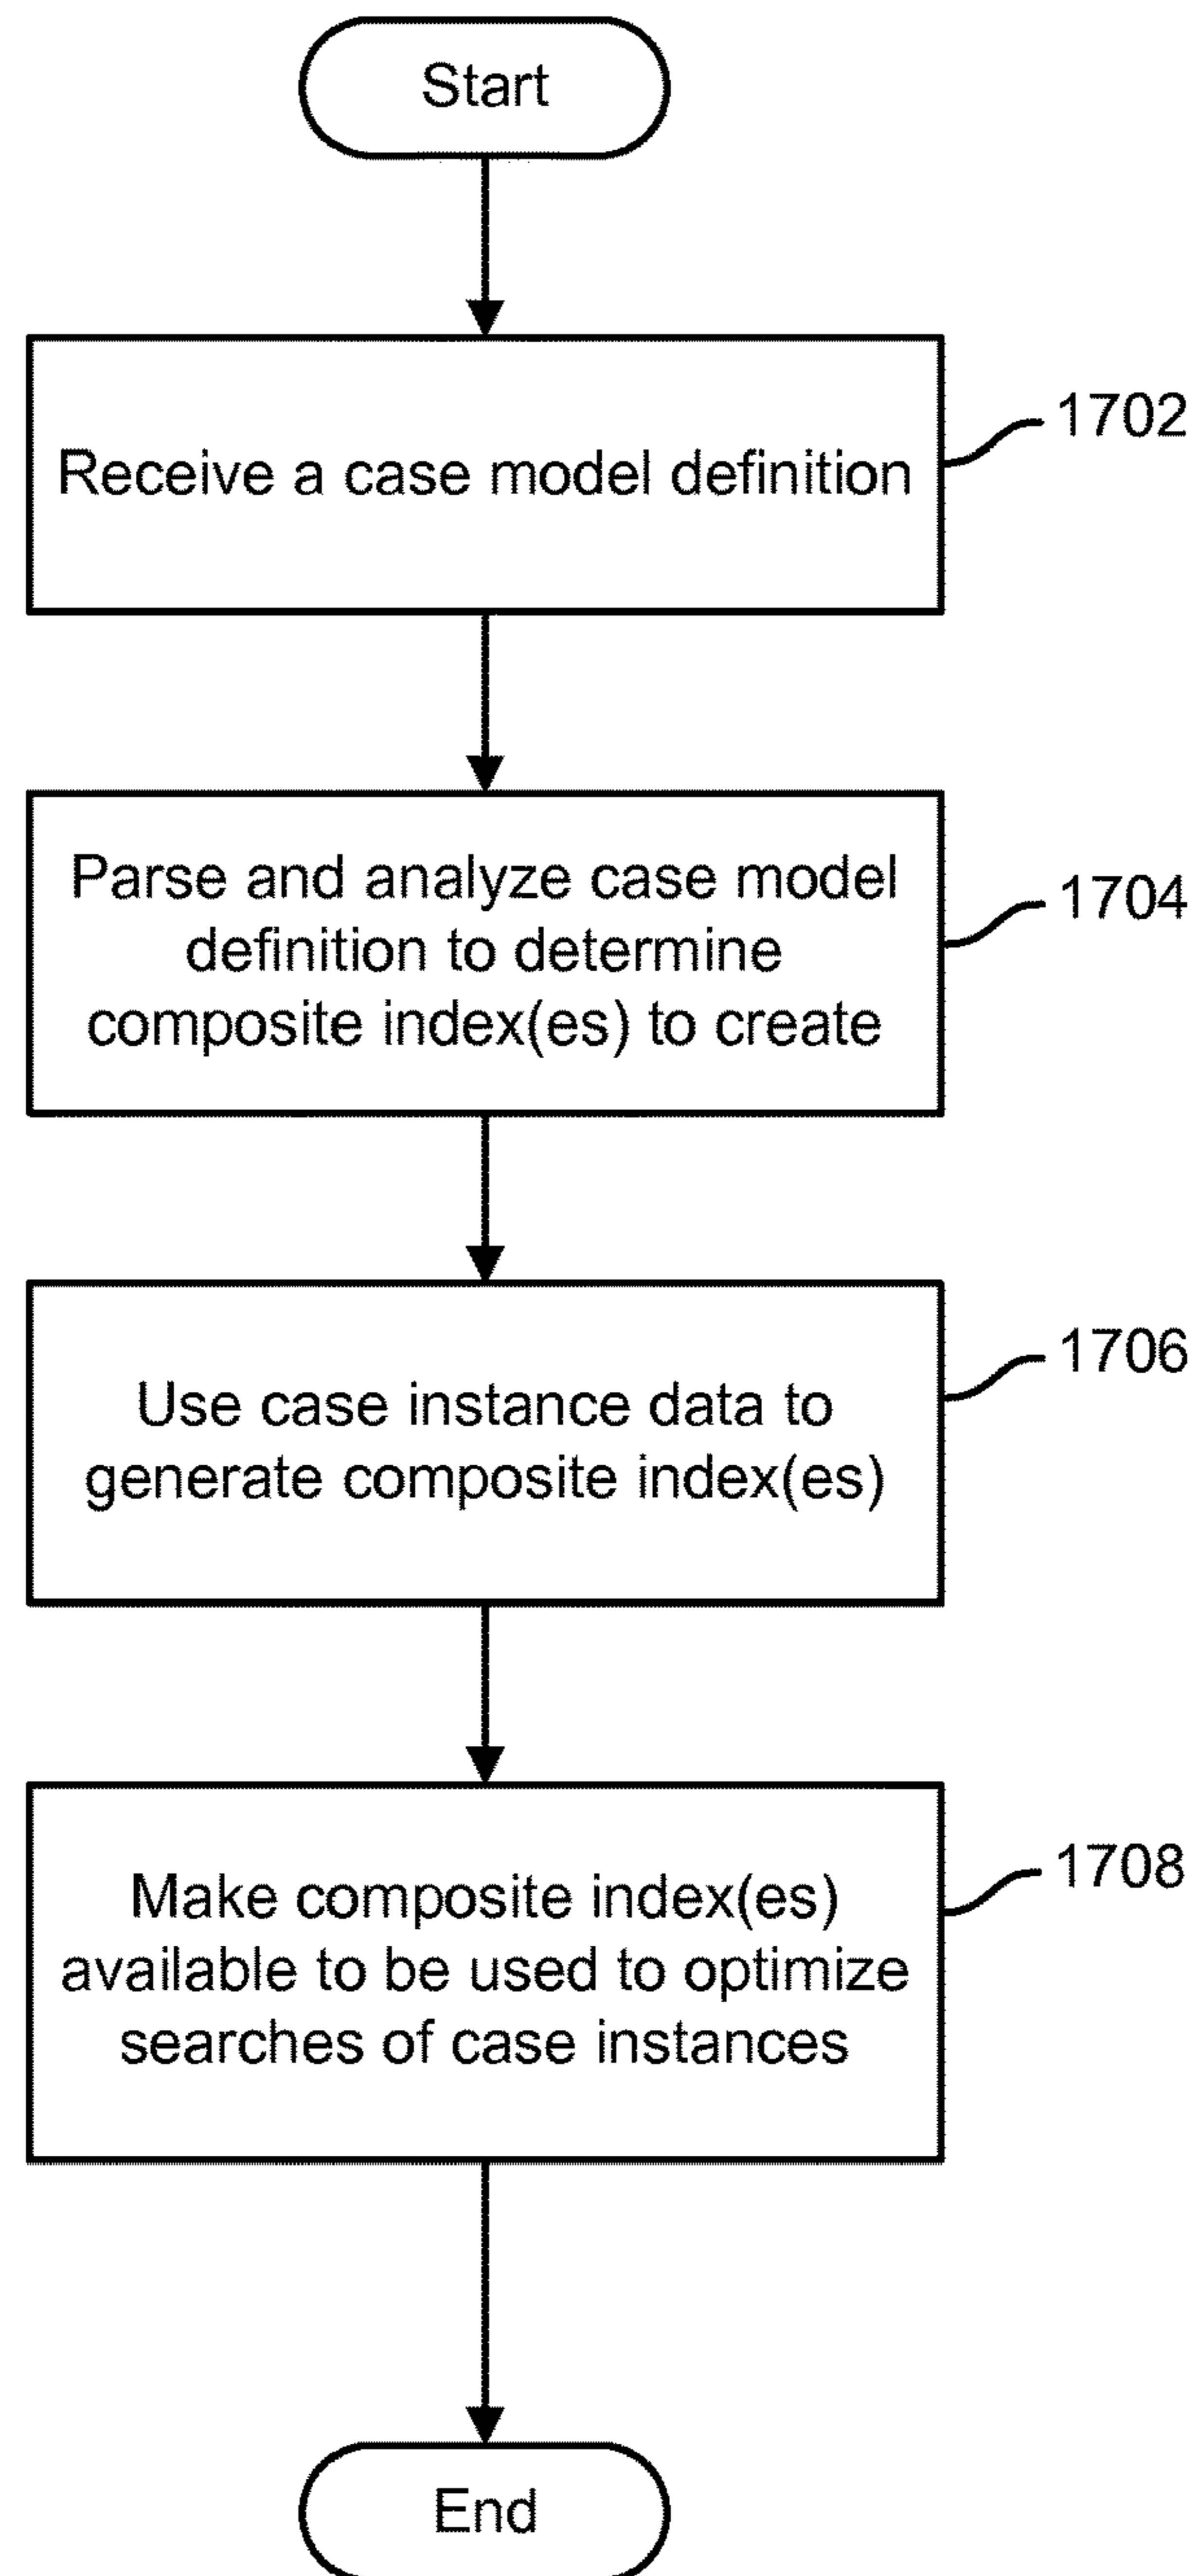 Start
Receive a case model definition
1702
Parse and analyze case model
definition to determine
composite index(es) to create
1704
Use case instance data to
generate composite index(es)
1706
Make composite index(es)
available to be used to optimize
searches of case instances
1708
End